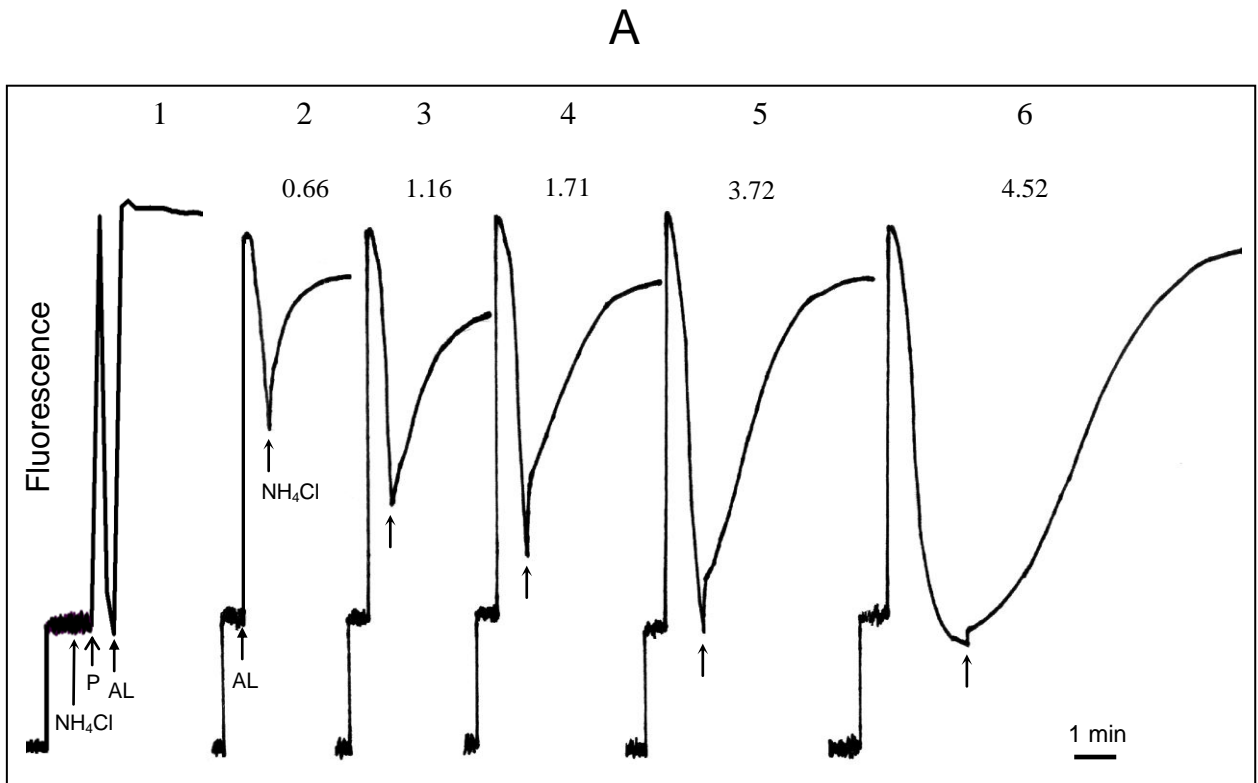 A
1 2 3 4 5 6
0.66 1.16 1.71 3.72 4.52
Fluorescence
NH₄Cl
P
AL
NH₄Cl
AL
1 min